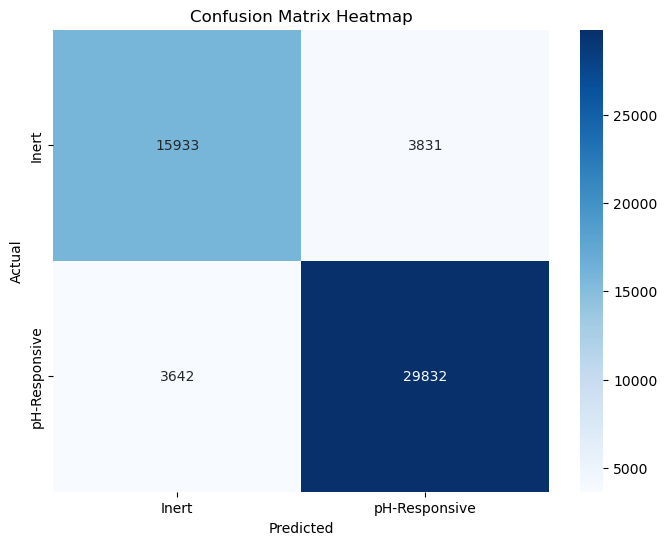 Confusion Matrix Heatmap
Actual
Inert
15933
3831
pH-Responsive
3642
29832
Inert
pH-Responsive
Predicted
25000
20000
15000
10000
5000